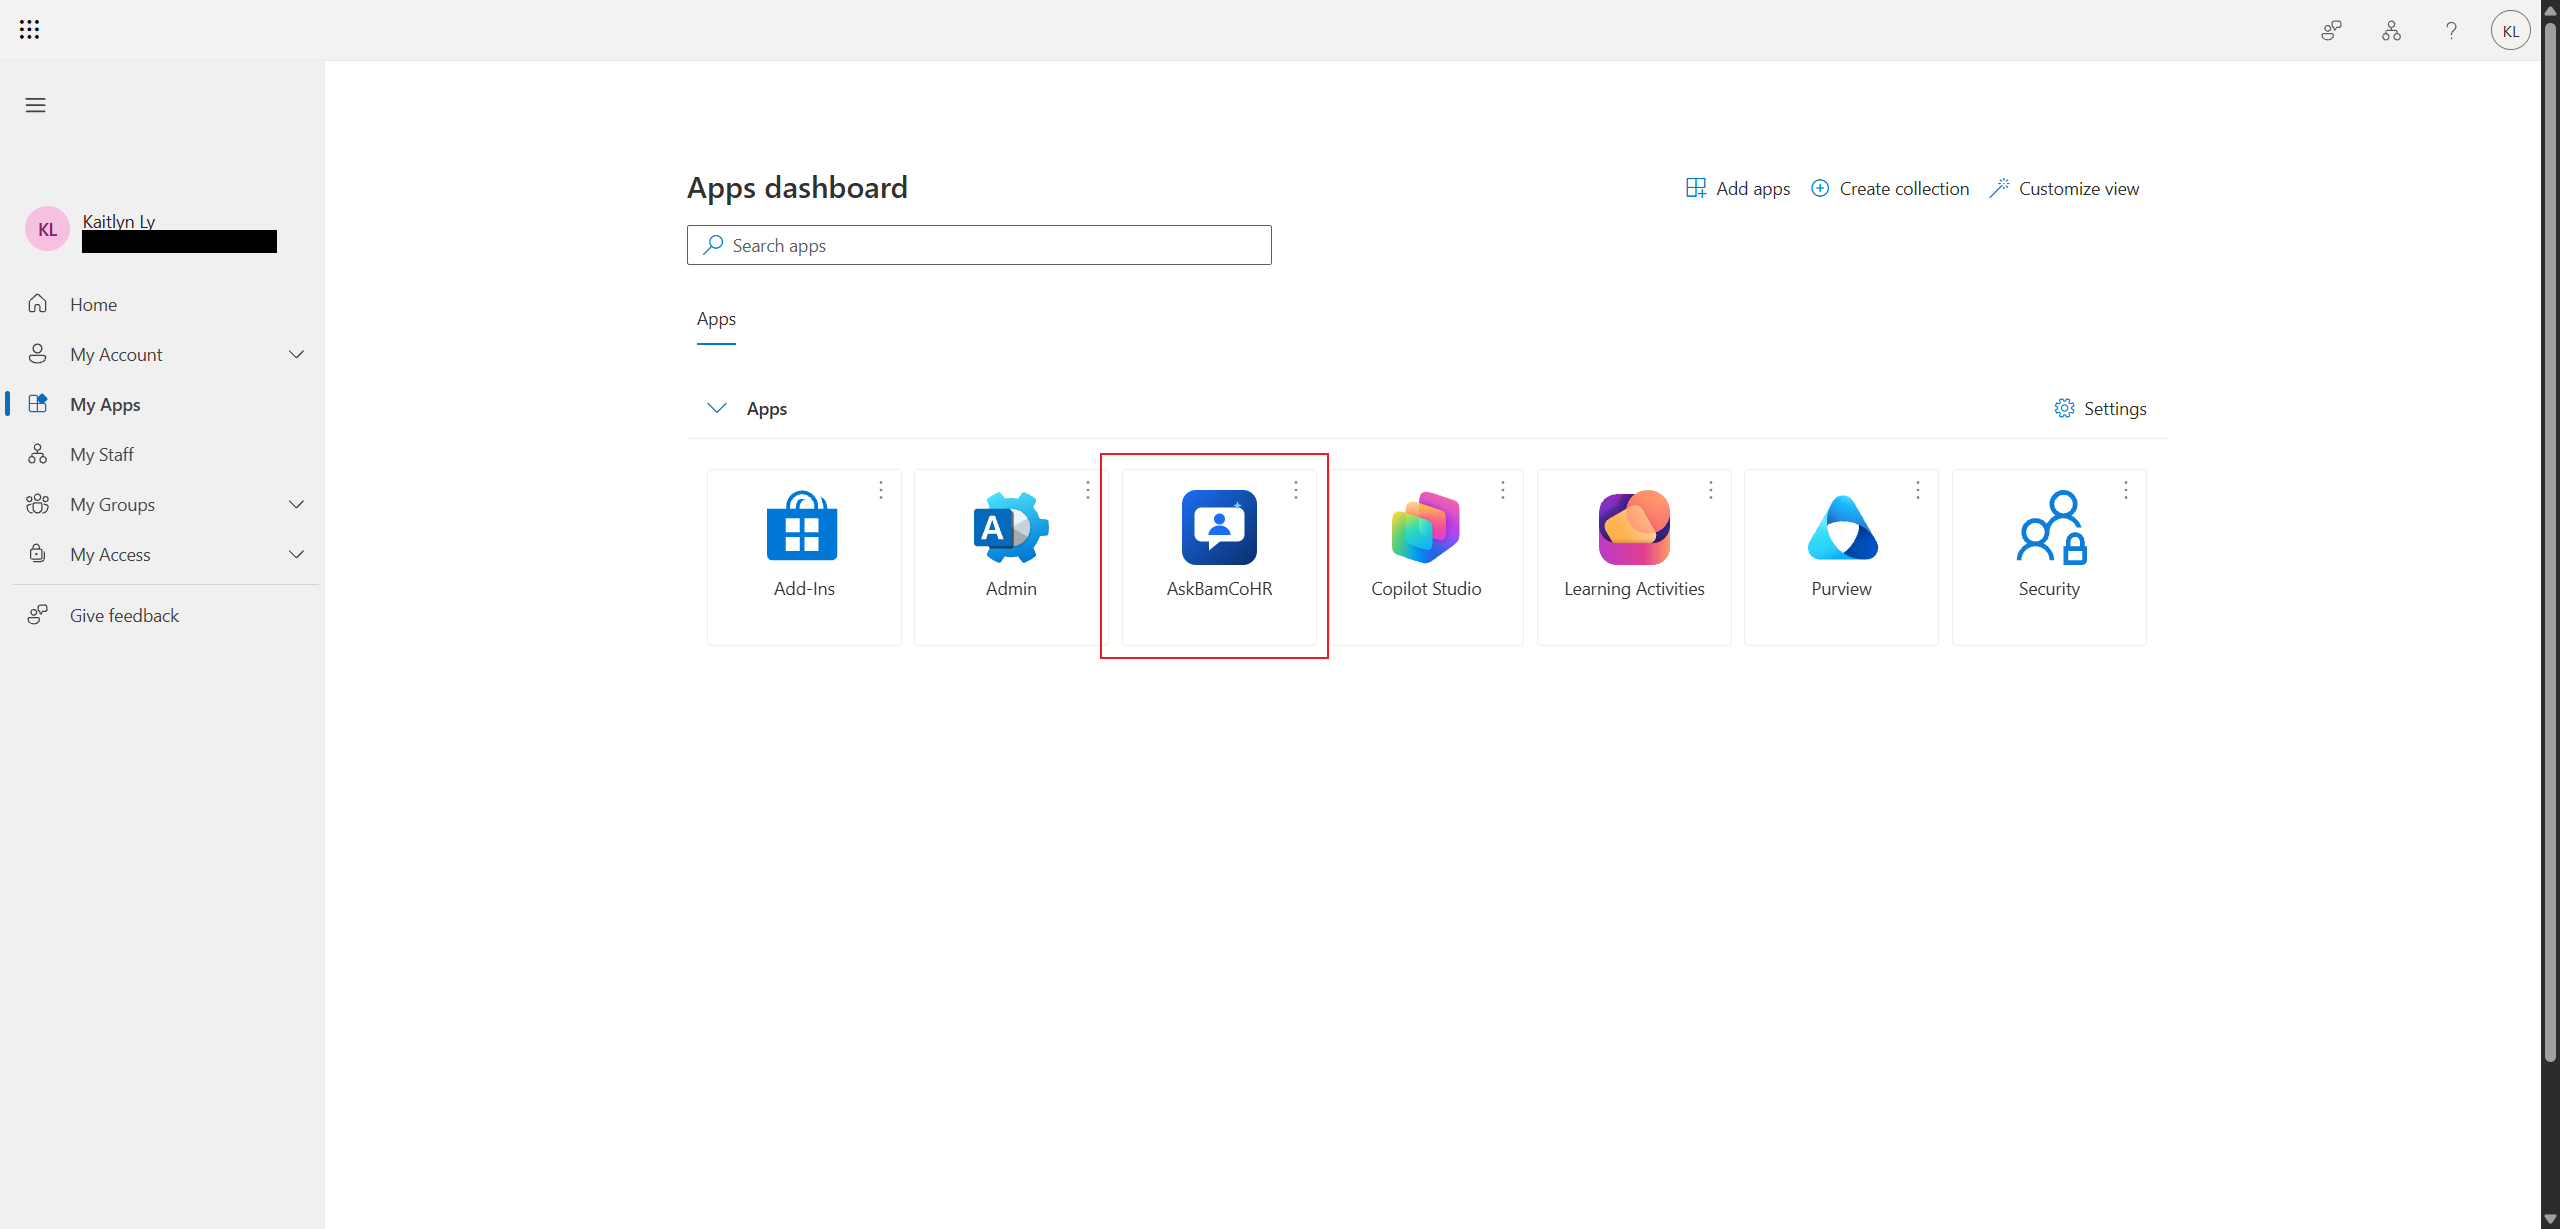 KL
Apps dashboard
Add apps
Create collection
Customize view
KL
Kaitlyn Ly
Search apps
Home
My Account
My Apps
My Staff
My Groups
My Access
Give feedback
Apps
Apps
Settings
Add-Ins
A
Admin
AskBamCoHR
Copilot Studio
Learning Activities
Purview
Security